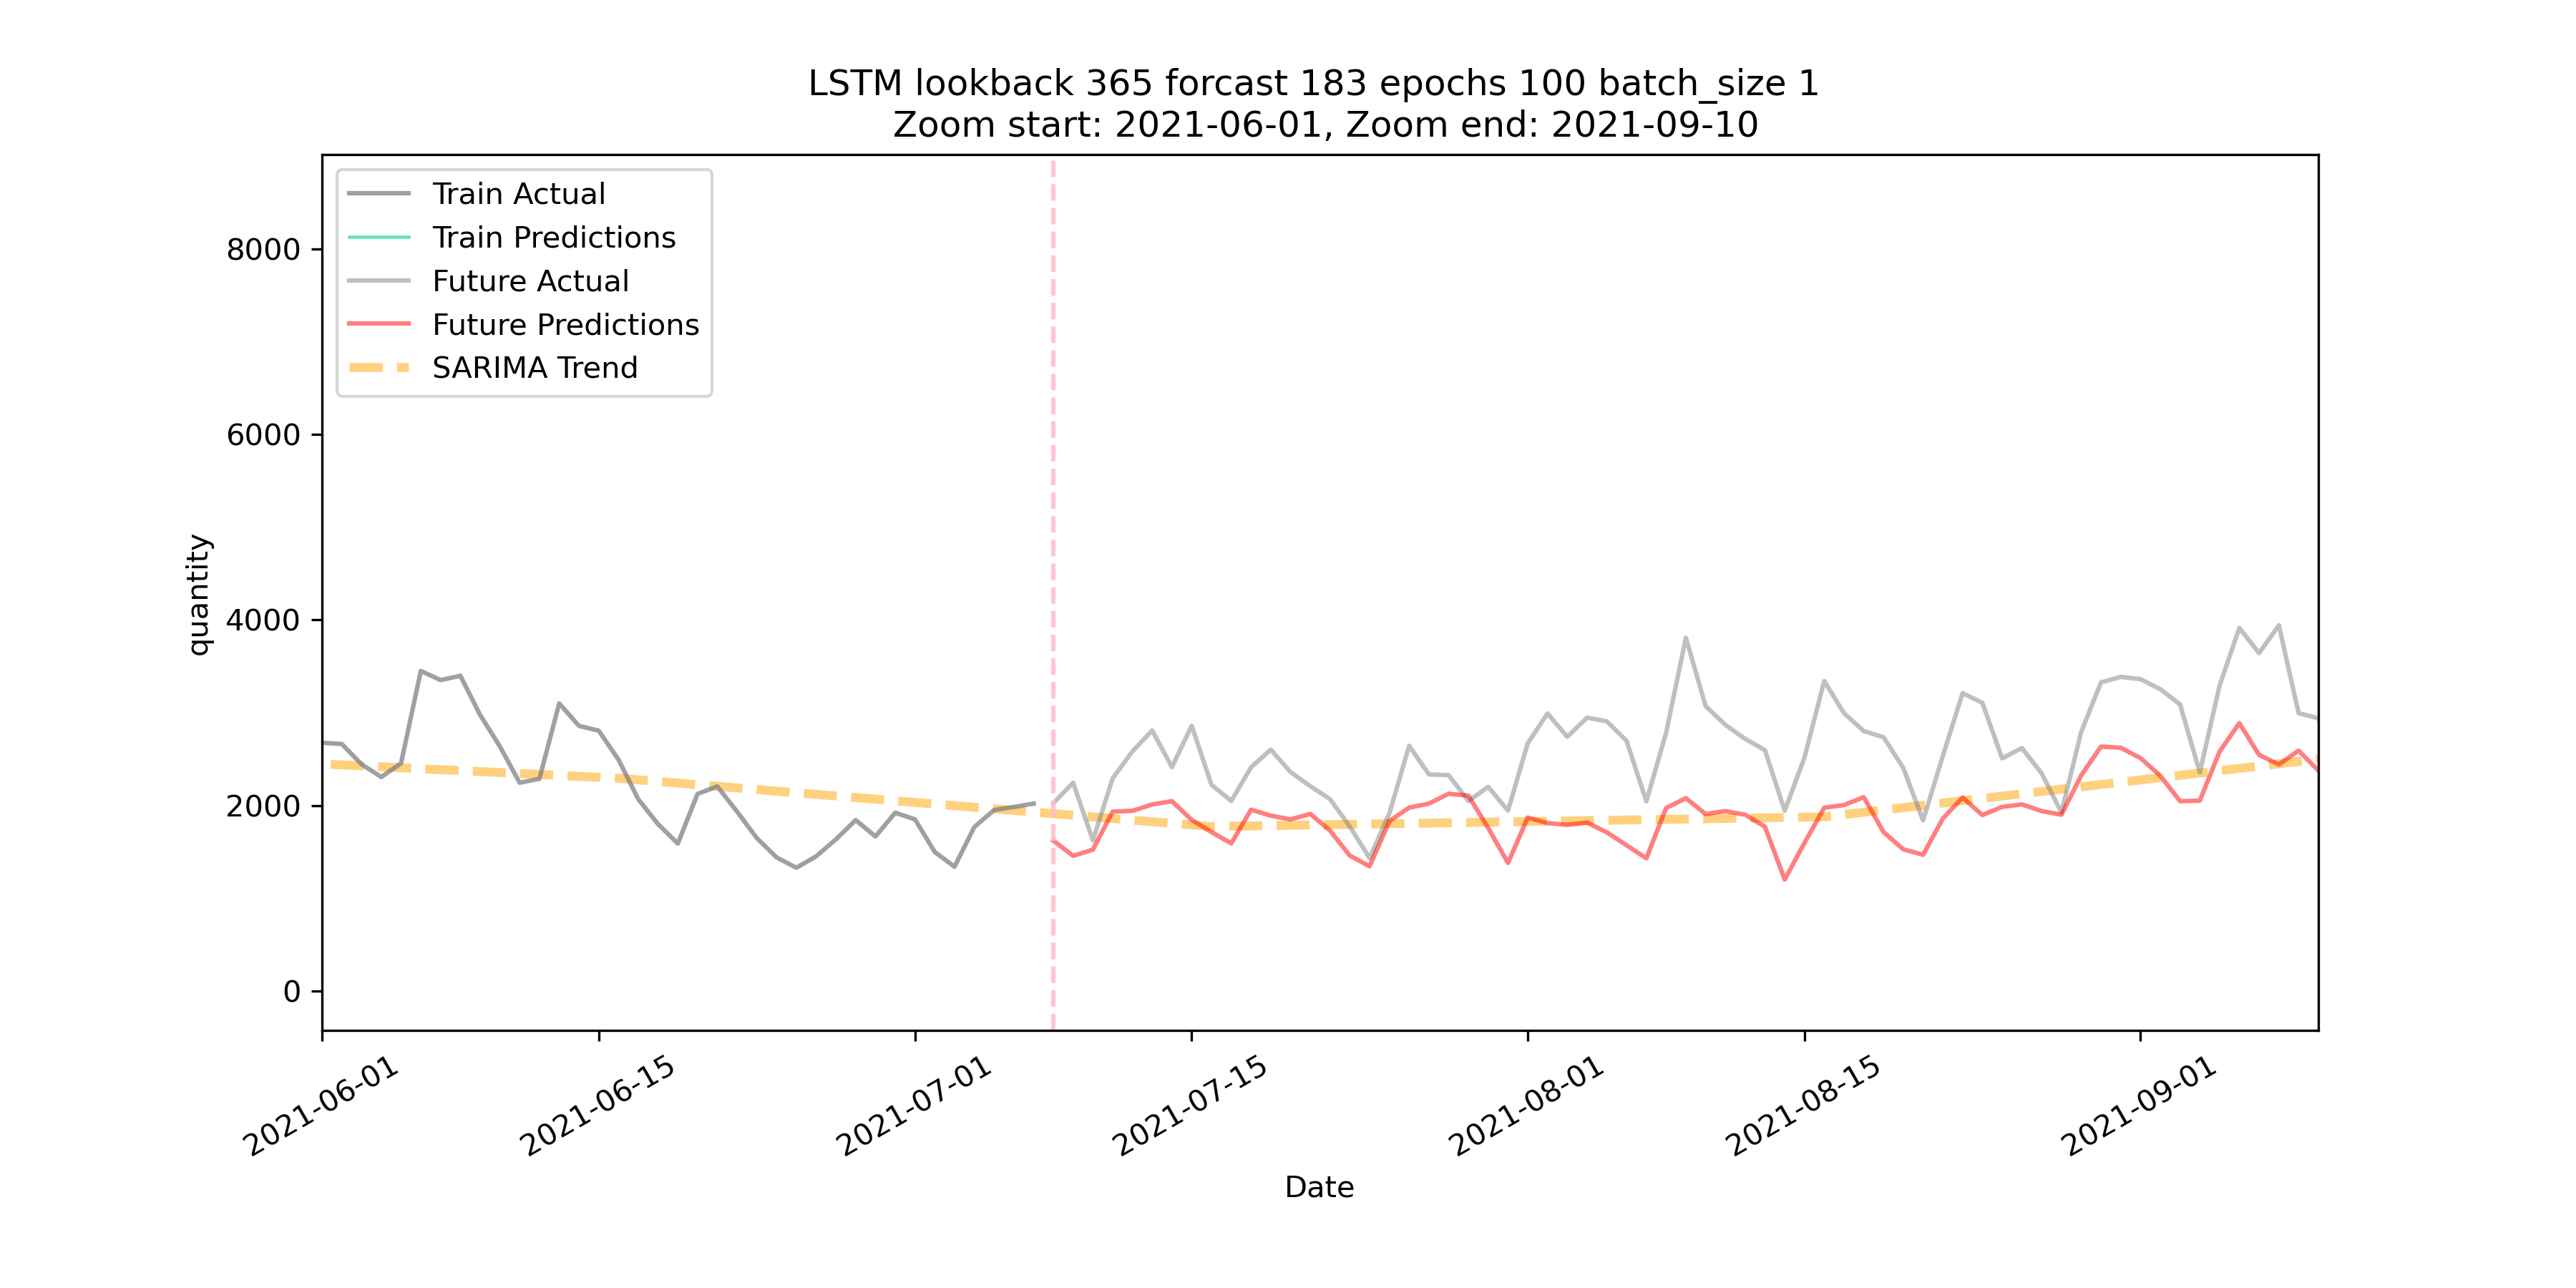 LSTM lookback 365 forcast 183 epochs 100 batch_size 1
Zoom start: 2021-06-01, Zoom end: 2021-09-10
Train Actual
Train Predictions
Future Actual
Future Predictions
SARIMA Trend
8000
6000
4000
2000
0
quantity
2021-06-01
2021-06-15
2021-07-01
2021-07-15
2021-08-01
2021-08-15
2021-09-01
Date